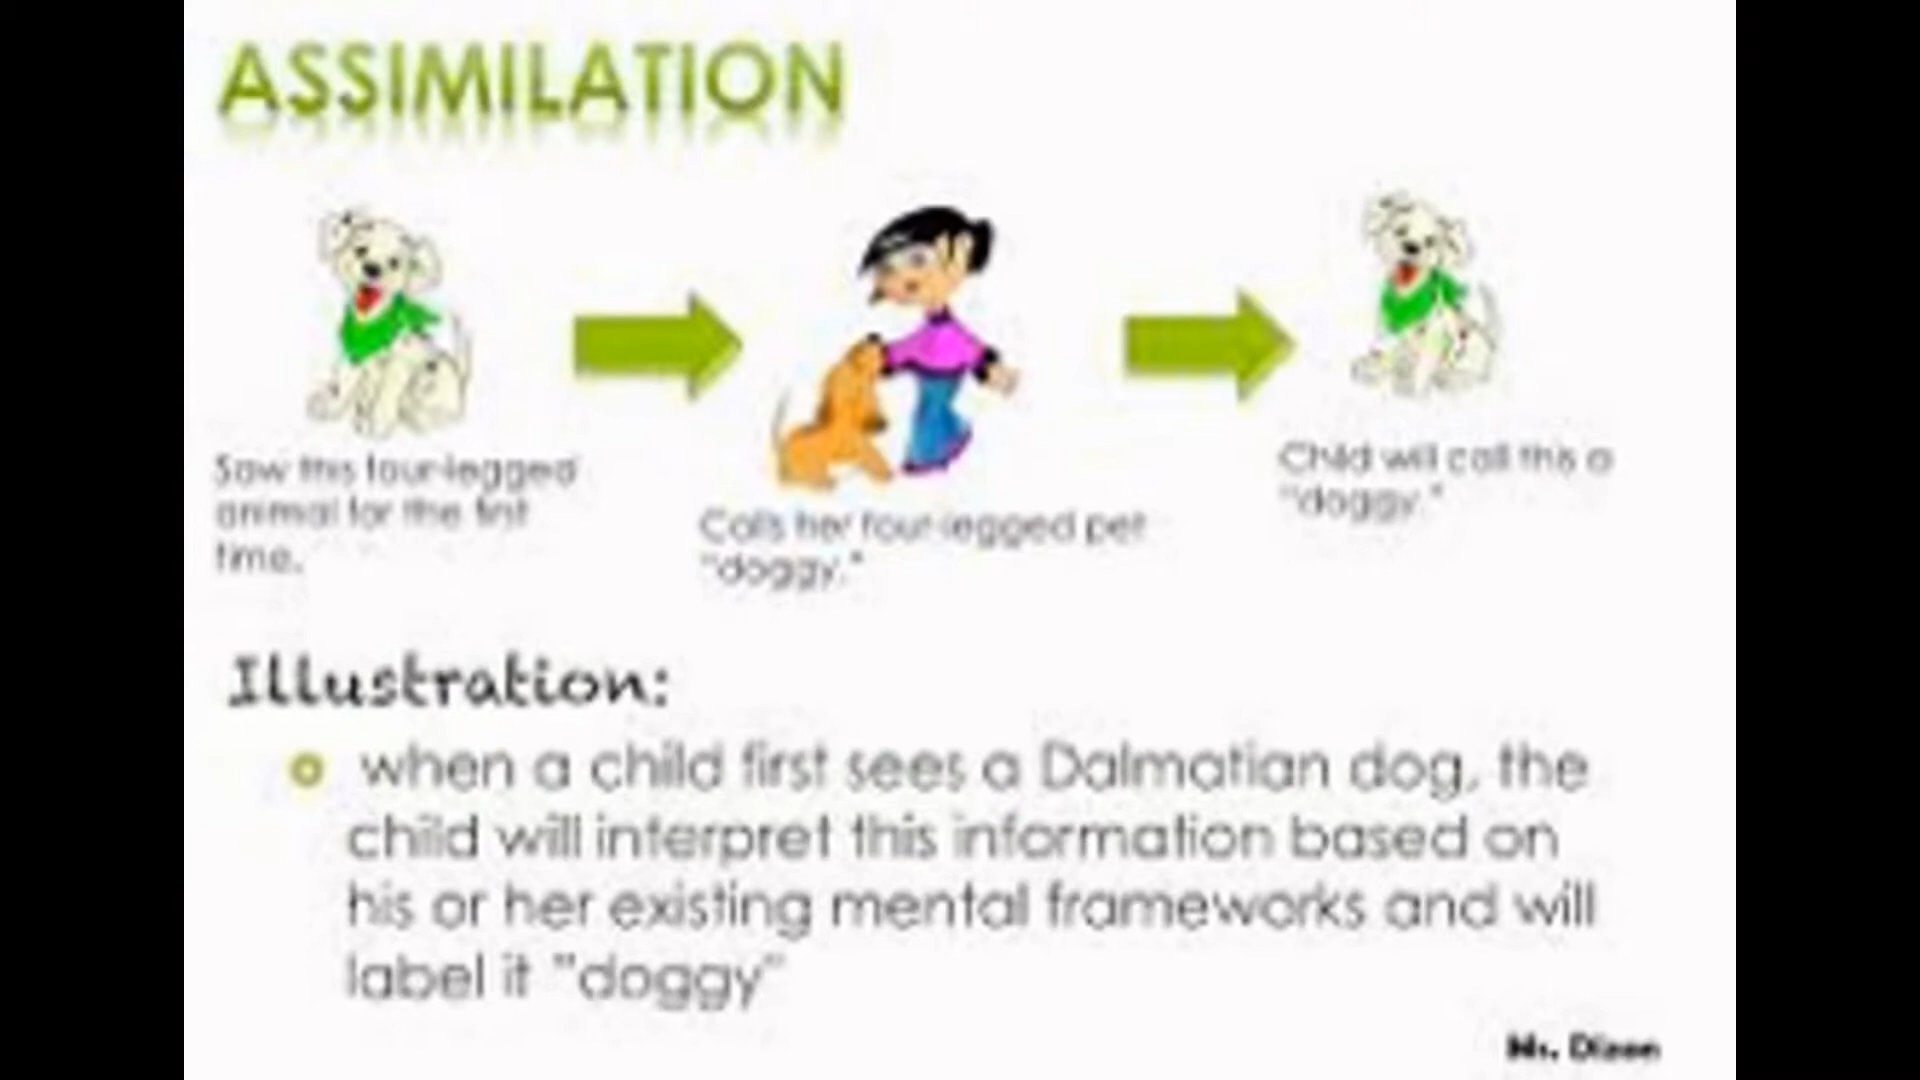 ASSIMILATION
Saw this four-legged
animal for the first
time.
Calls her four-legged pet
"doggy."
Child will call this a
"doggy."
Illustration:
when a child first sees a Dalmatian dog, the
child will interpret this information based on
his or her existing mental frameworks and will
label it "doggy"
Dizon